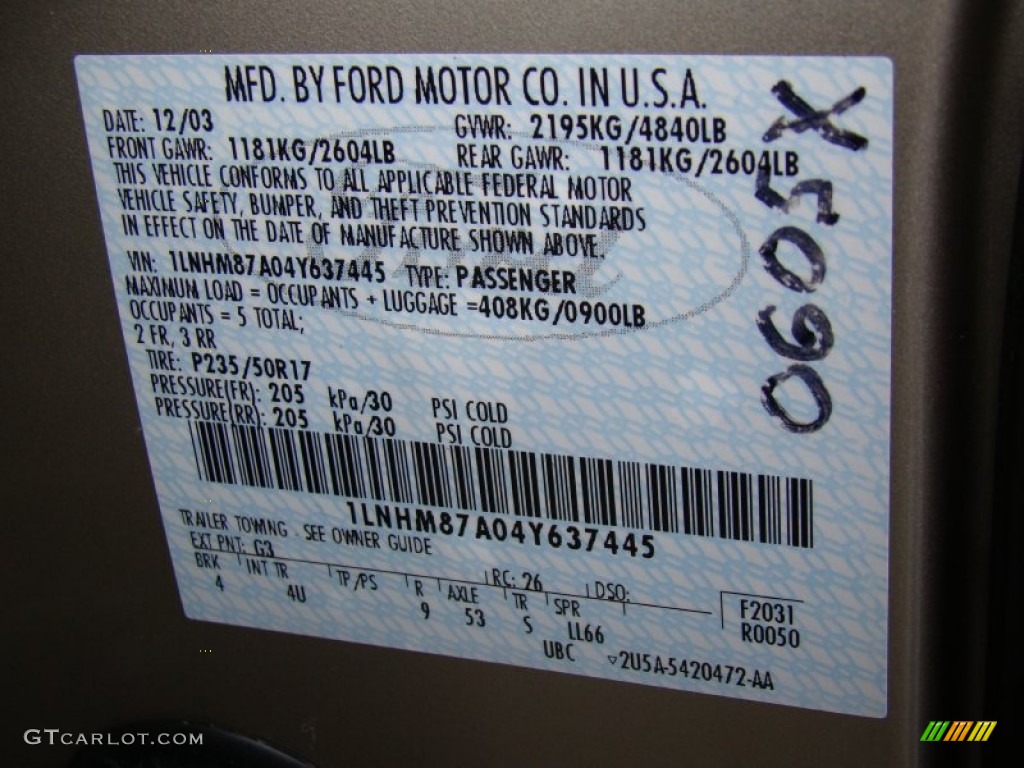 MFD. BY FORD MOTOR CO. IN U.S.A.
DATE: 12/03 GVWR: 2195KG/4840LB
FRONT GAWR: 1181KG/2604LB REAR GAWR: 1181KG/2604LB
THIS VEHICLE CONFORMS TO ALL APPLICABLE FEDERAL MOTOR
VEHICLE SAFETY, BUMPER, AND THEFT PREVENTION STANDARDS
IN EFFECT ON THE DATE OF MANUFACTURE SHOWN ABOVE.
VIN: 1LNHM87A04Y637445 TYPE: PASSENGER
MAXIMUM LOAD = OCCUPANTS + LUGGAGE =408KG/0900LB
OCCUPANTS = 5 TOTAL;
2 FR, 3 RR
TIRE: P235/50R17
PRESSURE(FR): 205 kPa/30 PSI COLD
PRESSURE(RR): 205 kPa/30 PSI COLD
0605X
1LNHM87A04Y637445
TRAILER TOWING - SEE OWNER GUIDE
EXT PNT: G3 RC: 26 DSO:
BRK INT TR TP/PS R AXLE TR SPR
4 4U 9 53 S LL66
F2031
R0050
UBC ▽2U5A-5420472-AA
GTCARLOT.COM